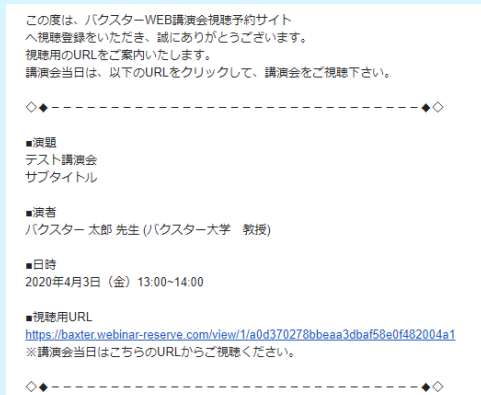 この度は、バクスターWEB講演会視聴予約サイト
へ視聴登録をいただき、誠にありがとうございます。
視聴用のURLをご案内いたします。
講演会当日は、以下のURLをクリックして、講演会をご視聴下さい。
◇◆－－－－－－－－－－－－－－－－－－－－－－－－－－－－－－◆◇
■演題
テスト講演会
サブタイトル
■演者
バクスター 太郎 先生 (バクスター大学　教授)
■日時
2020年4月3日（金）13:00~14:00
■視聴用URL
https://baxter.webinar-reserve.com/view/1/a0d370278bbeaa3dbaf58e0f482004a1
※講演会当日はこちらのURLからご視聴ください。
◇◆－－－－－－－－－－－－－－－－－－－－－－－－－－－－－－◆◇